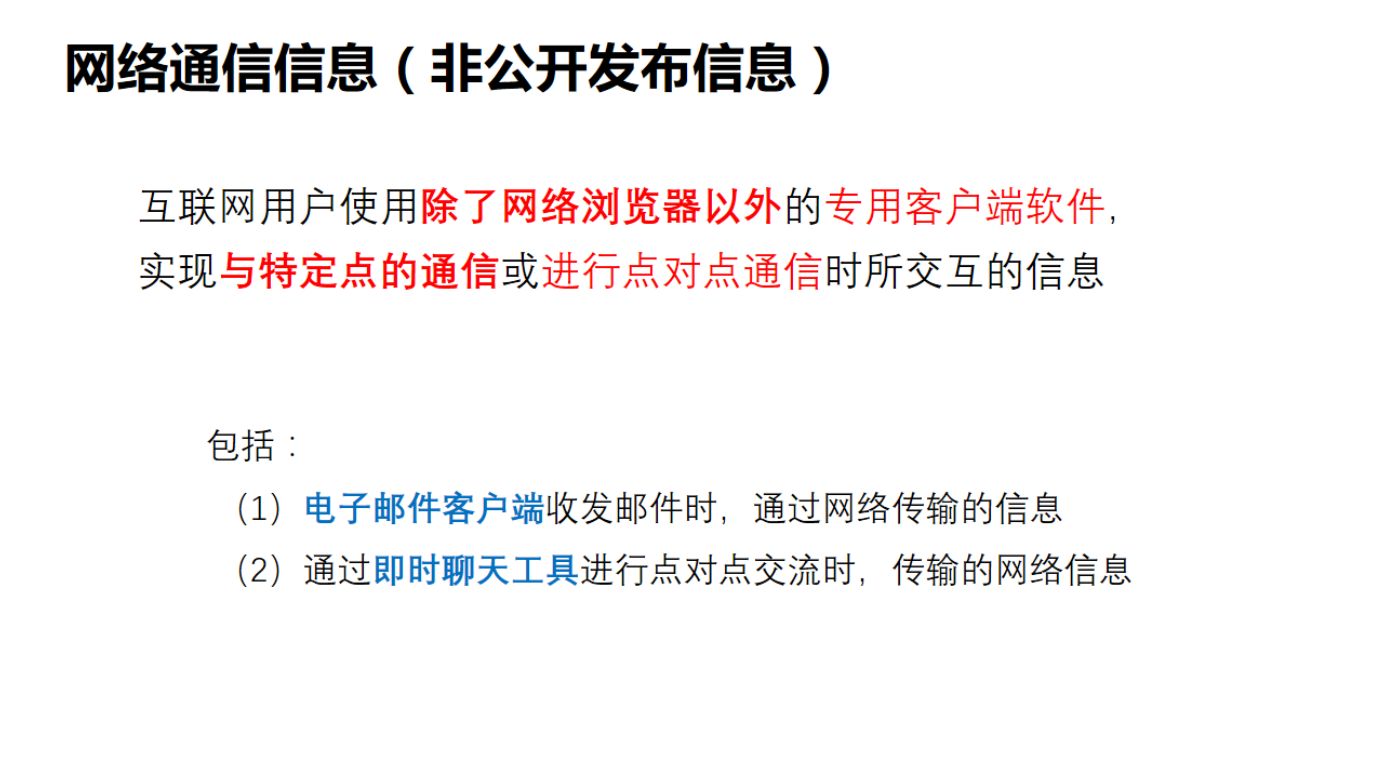 网络通信信息（非公开发布信息）
互联网用户使用除了网络浏览器以外的专用客户端软件，
实现与特定点的通信或进行点对点通信时所交互的信息
包括：
（1）电子邮件客户端收发邮件时，通过网络传输的信息
（2）通过即时聊天工具进行点对点交流时，传输的网络信息